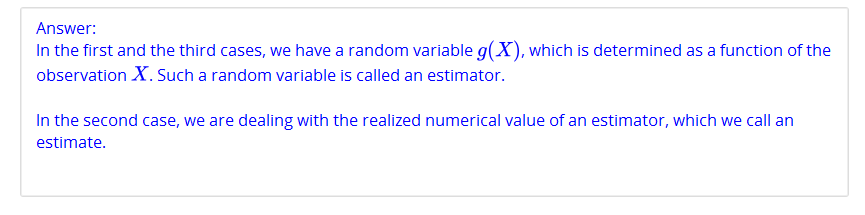 Answer:
In the first and the third cases, we have a random variable g(X), which is determined as a function of the
observation X. Such a random variable is called an estimator.
In the second case, we are dealing with the realized numerical value of an estimator, which we call an
estimate.